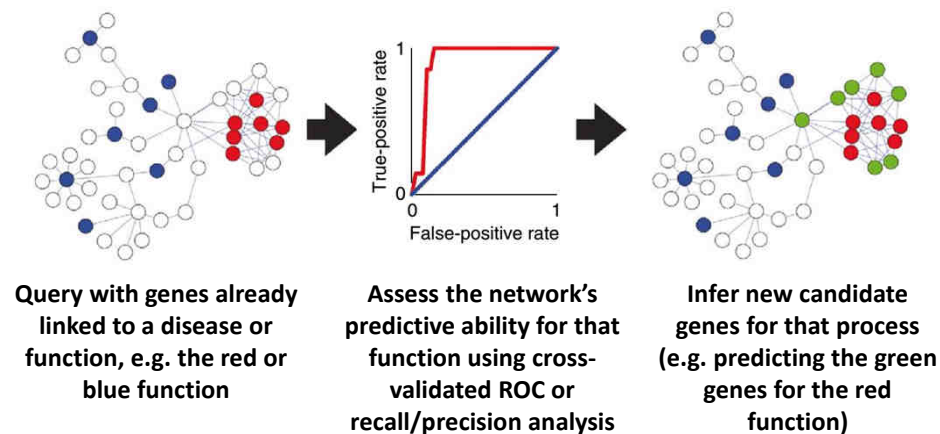 1
True-positive rate
0
0
1
False-positive rate
Query with genes already
linked to a disease or
function, e.g. the red or
blue function
Assess the network's
predictive ability for that
function using cross-
validated ROC or
recall/precision analysis
Infer new candidate
genes for that process
(e.g. predicting the green
genes for the red
function)